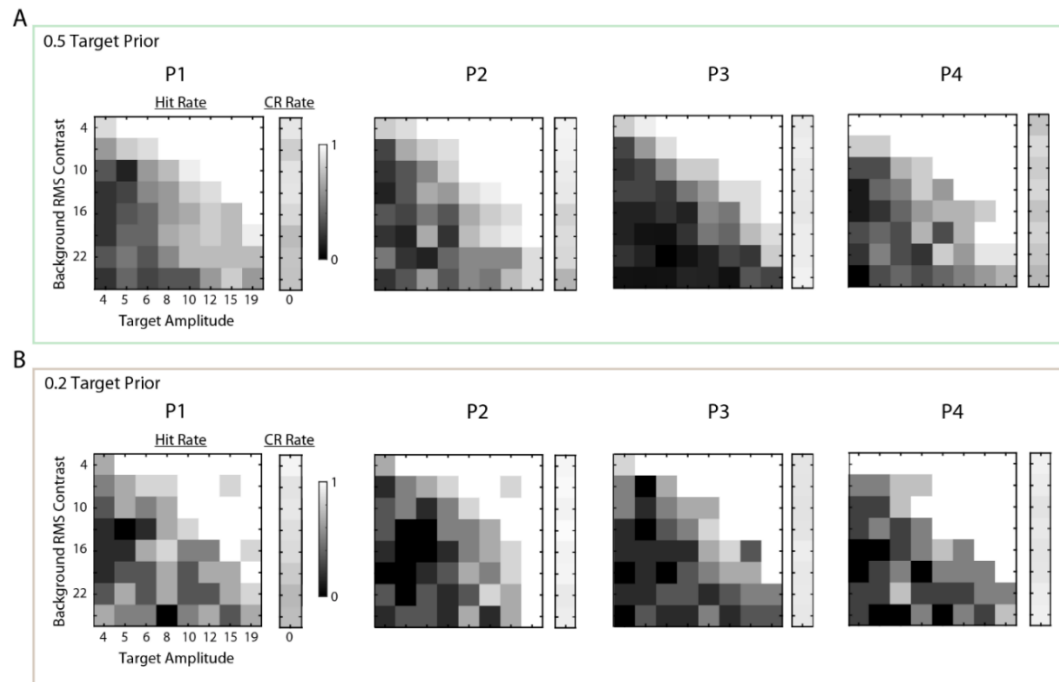 A
0.5 Target Prior
P1 P2 P3 P4
Hit Rate CR Rate
Background RMS Contrast
4
10
16
22
1
0
4 5 6 8 10 12 15 19 0
Target Amplitude
B
0.2 Target Prior
P1 P2 P3 P4
Hit Rate CR Rate
Background RMS Contrast
4
10
16
22
1
0
4 5 6 8 10 12 15 19 0
Target Amplitude